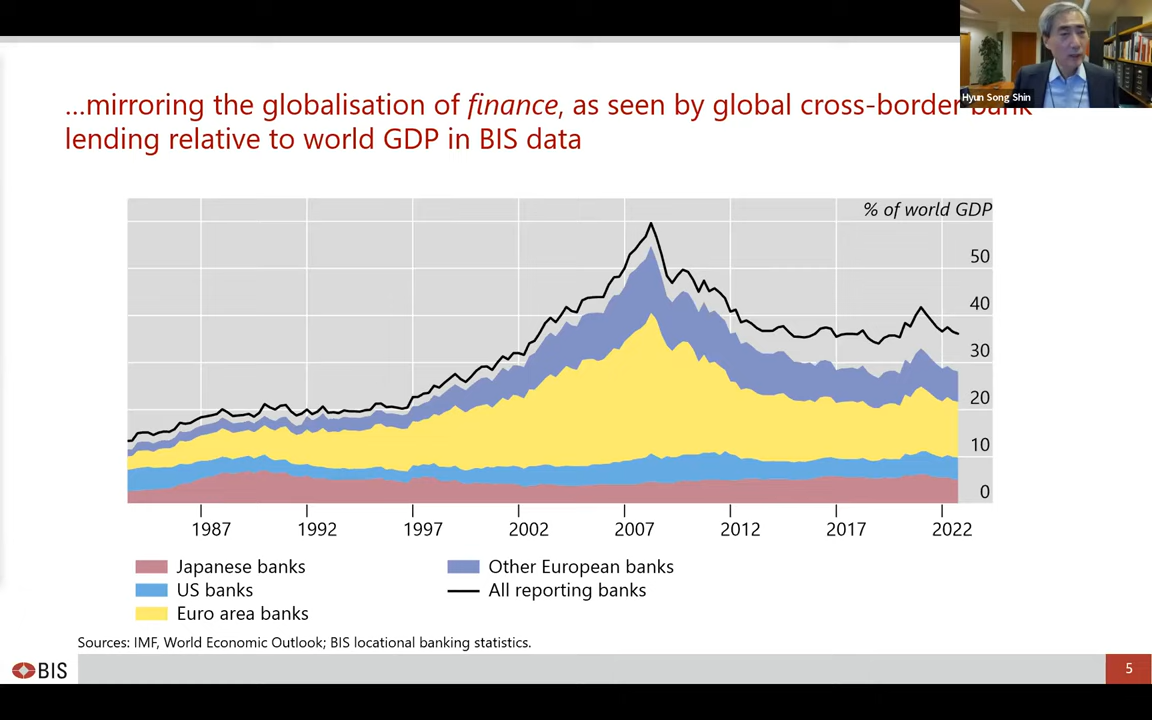 Hyun Song Shin
...mirroring the globalisation of finance, as seen by global cross-border bank
lending relative to world GDP in BIS data
% of world GDP
50
40
30
20
10
0
1987 1992 1997 2002 2007 2012 2017 2022
Japanese banks
US banks
Euro area banks
Other European banks
All reporting banks
Sources: IMF, World Economic Outlook; BIS locational banking statistics.
BIS
5